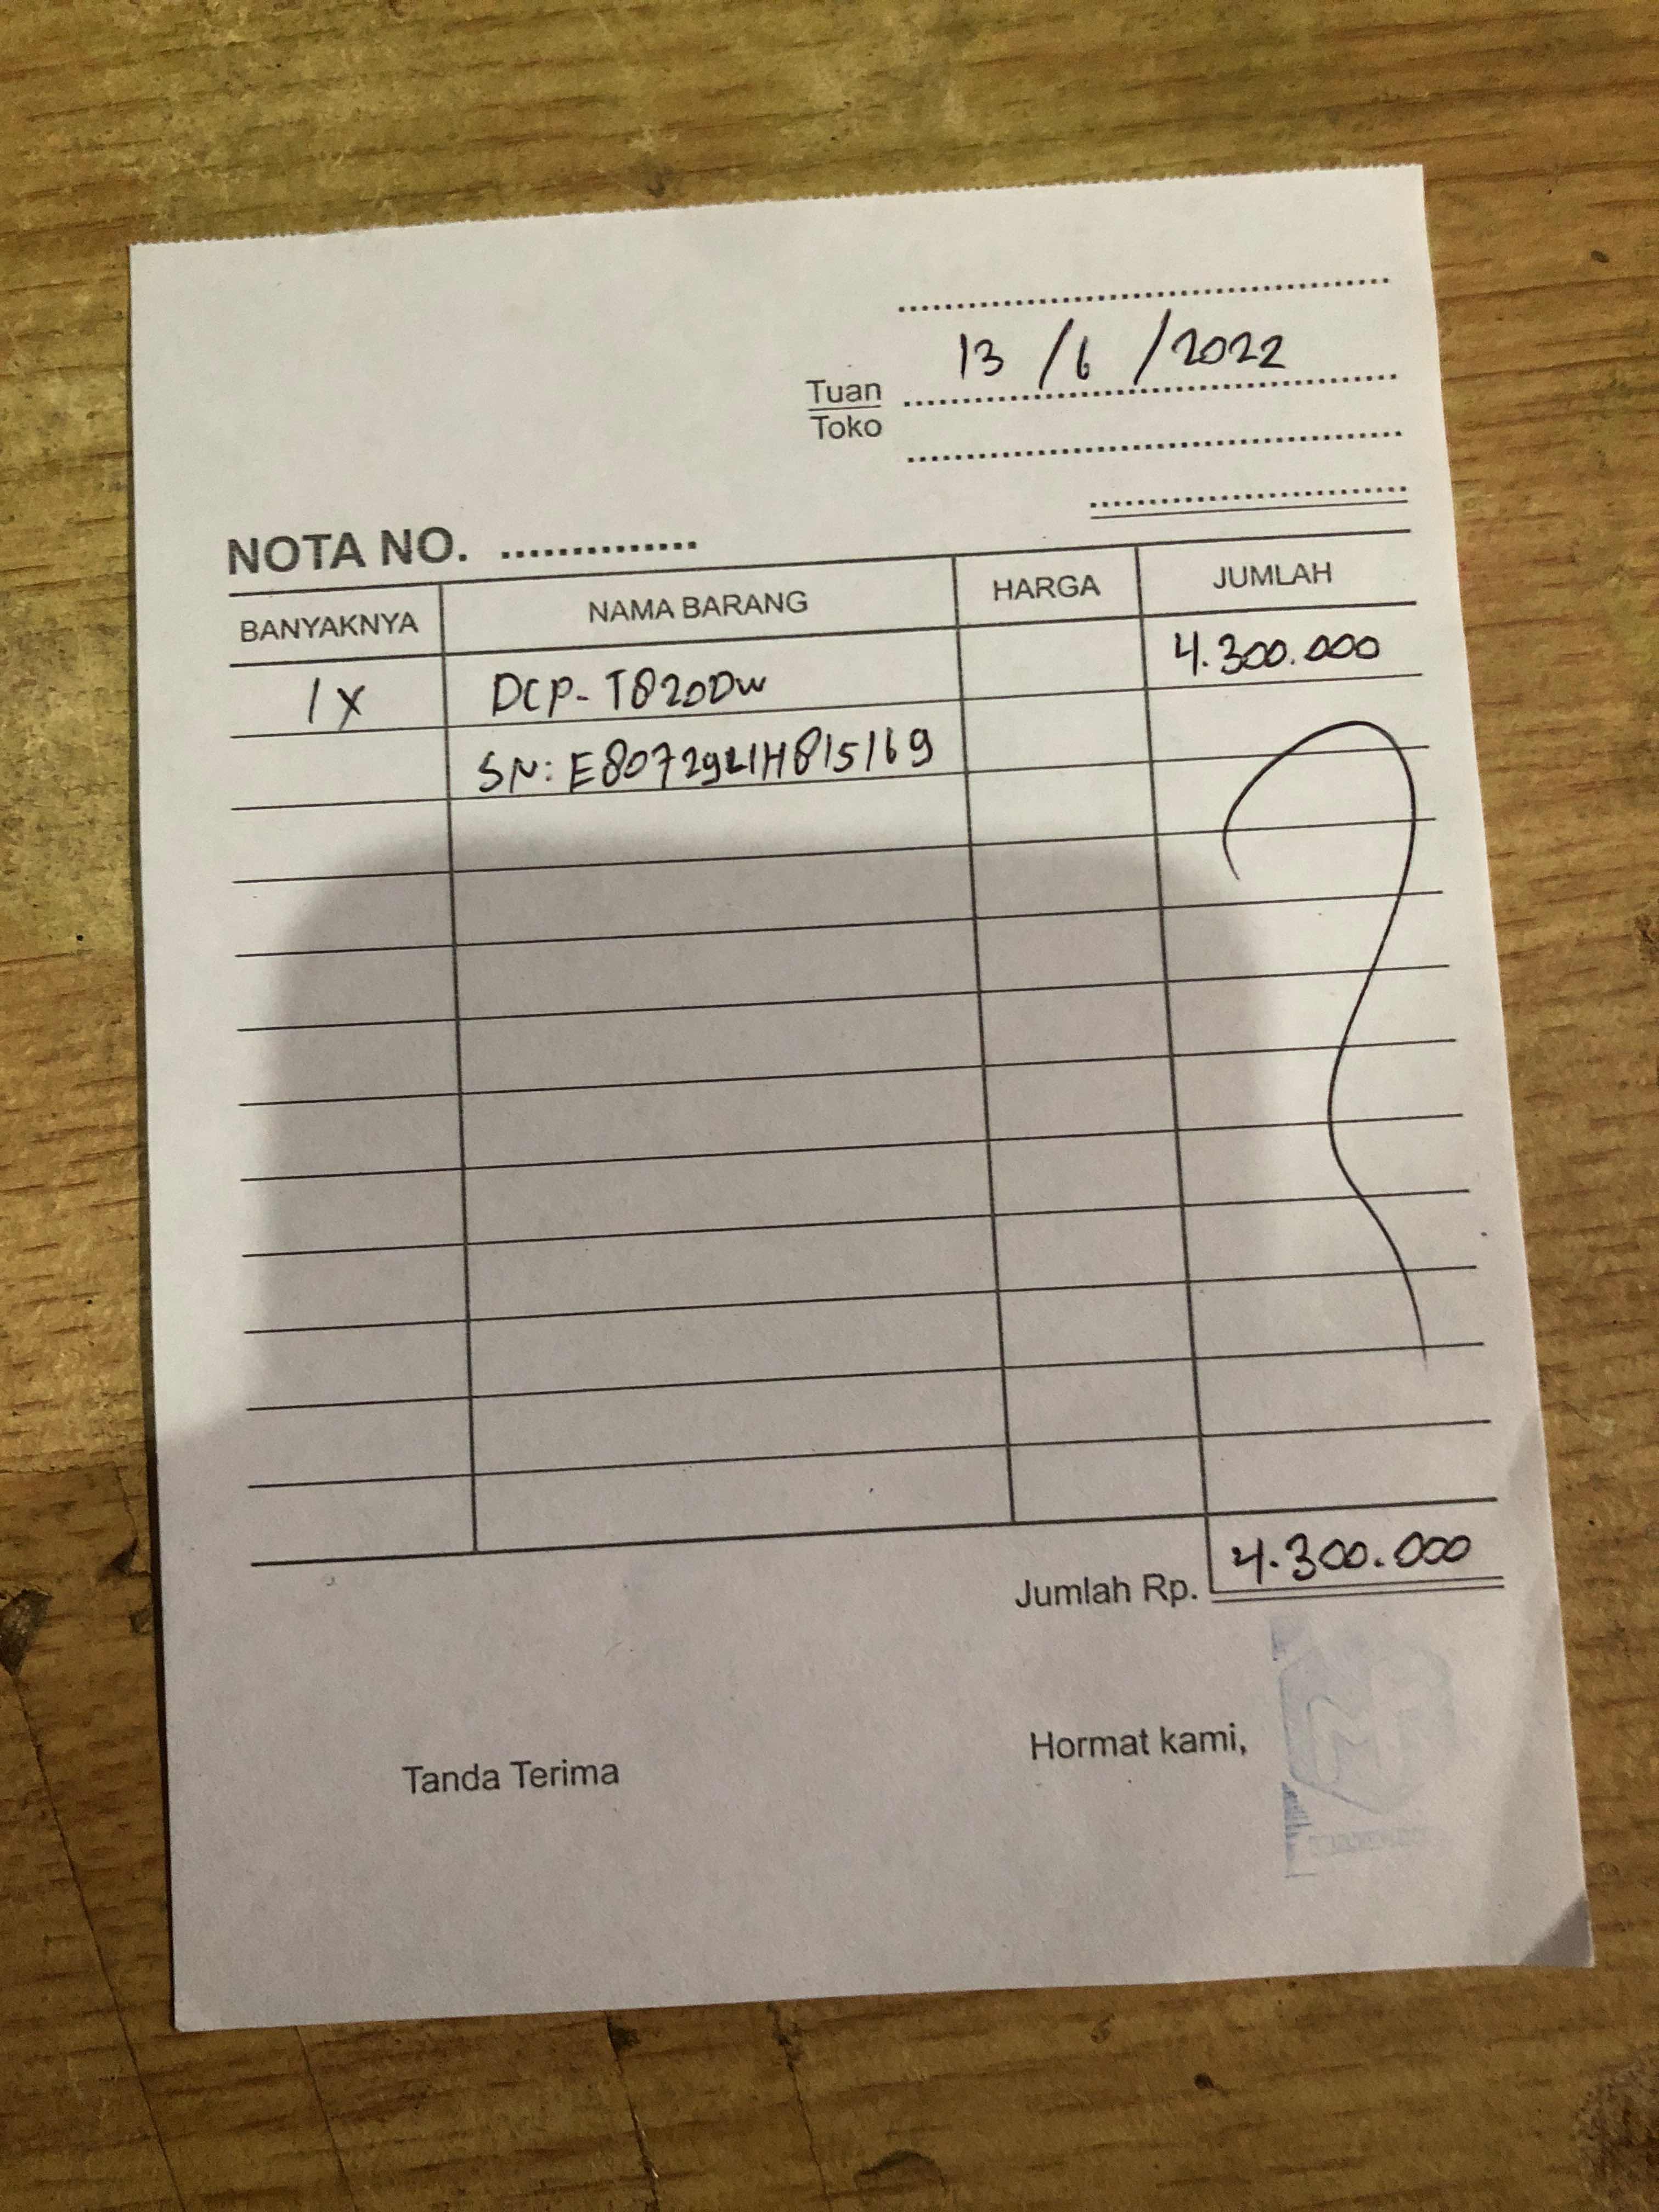 13 / 6 / 2022
Tuan
Toko
NOTA NO.
BANYAKNYA NAMA BARANG HARGA JUMLAH
1x DCP-T820DW 4.300.000
SN: E80729L1H815169
Jumlah Rp. 4.300.000
Tanda Terima Hormat kami,